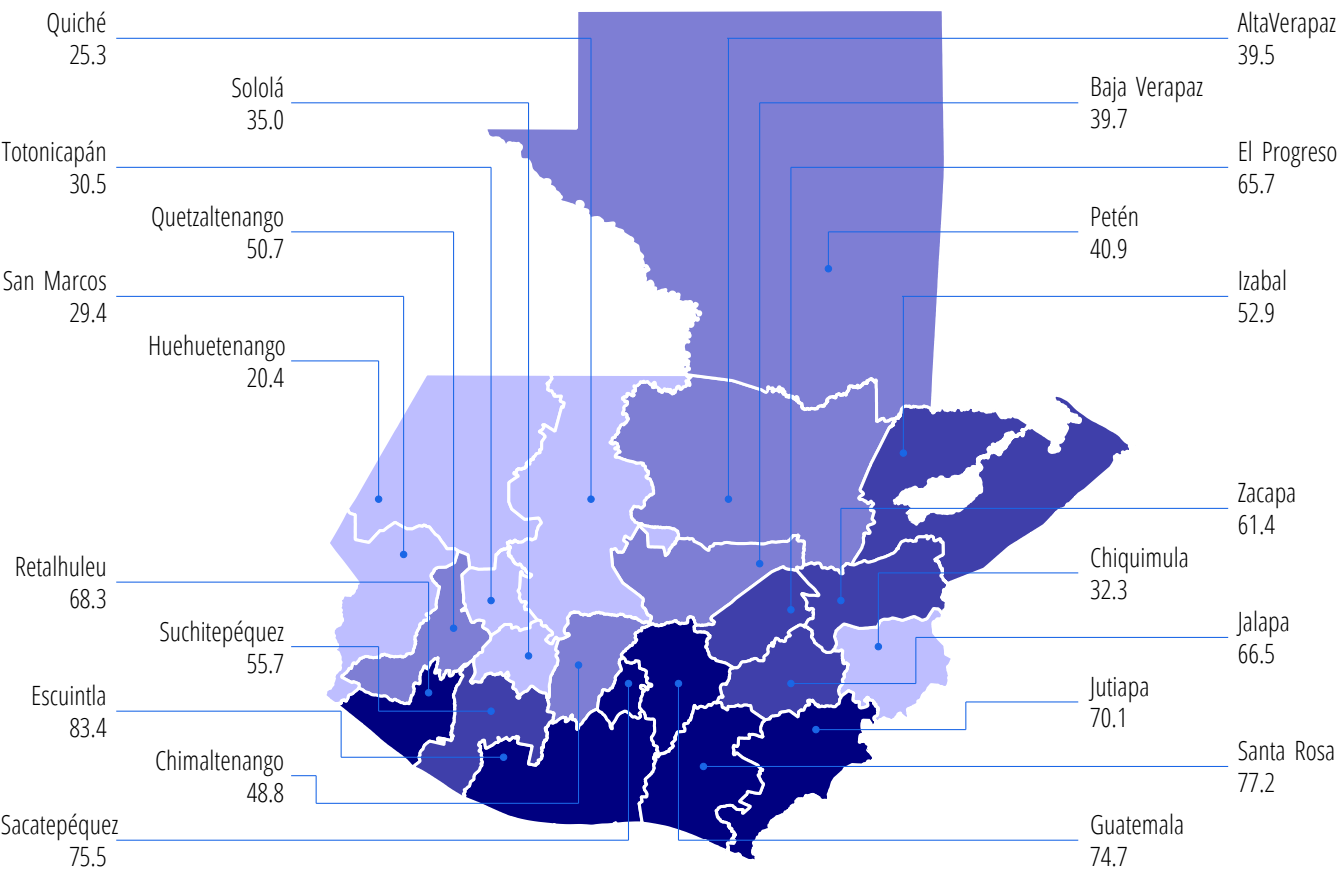 Quiché
25.3
Sololá
35.0
Totonicapán
30.5
Quetzaltenango
50.7
San Marcos
29.4
Huehuetenango
20.4
Retalhuleu
68.3
Suchitepéquez
55.7
Escuintla
83.4
Chimaltenango
48.8
Sacatepéquez
75.5
AltaVerapaz
39.5
Baja Verapaz
39.7
El Progreso
65.7
Petén
40.9
Izabal
52.9
Zacapa
61.4
Chiquimula
32.3
Jalapa
66.5
Jutiapa
70.1
Santa Rosa
77.2
Guatemala
74.7